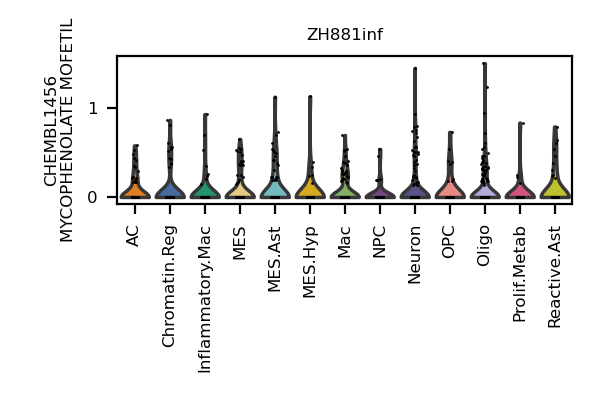 ZH881inf
CHEMBL1456
MYCOPHENOLATE MOFETIL
1
0
AC
Chromatin.Reg
Inflammatory.Mac
MES
MES.Ast
MES.Hyp
Mac
NPC
Neuron
OPC
Oligo
Prolif.Metab
Reactive.Ast